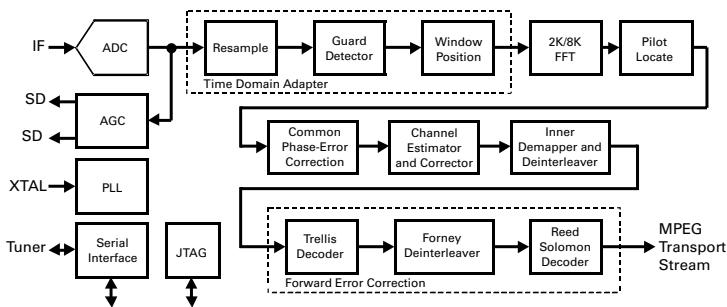 IF
ADC
Resample
Guard
Detector
Window
Position
2K/8K
FFT
Pilot
Locate
Time Domain Adapter
SD
SD
AGC
Common
Phase-Error
Correction
Channel
Estimator
and Corrector
Inner
Demapper and
Deinterleaver
XTAL
PLL
Tuner
Serial
Interface
JTAG
Trellis
Decoder
Forney
Deinterleaver
Reed
Solomon
Decoder
MPEG
Transport
Stream
Forward Error Correction